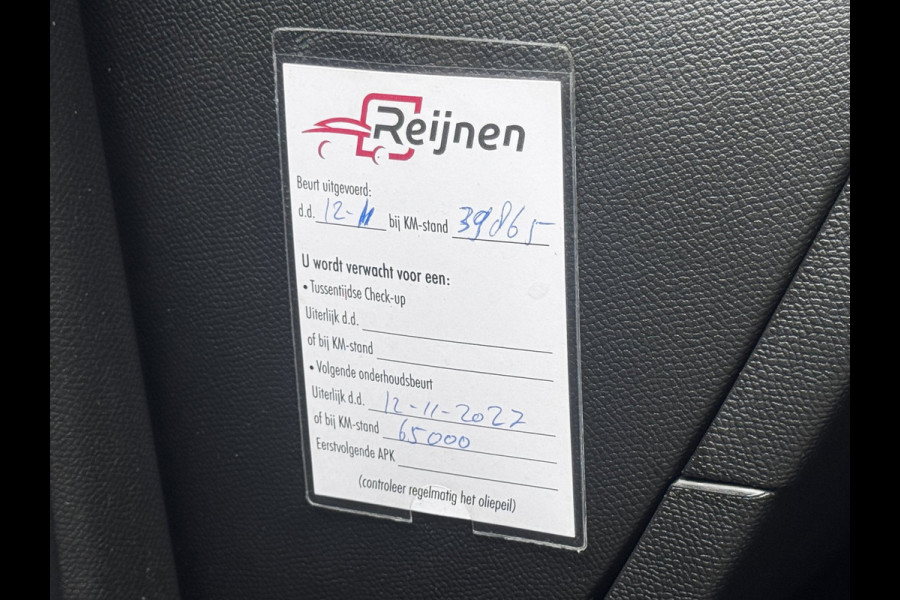 Reijnen
Beurt uitgevoerd:
d.d. 12-11 bij KM-stand 39865
U wordt verwacht voor een:
• Tussentijdse Check-up
Uiterlijk d.d.
of bij KM-stand
• Volgende onderhoudsbeurt
Uiterlijk d.d. 12-11-2022
of bij KM-stand 65000
Eerstvolgende APK
(controleer regelmatig het oliepeil)